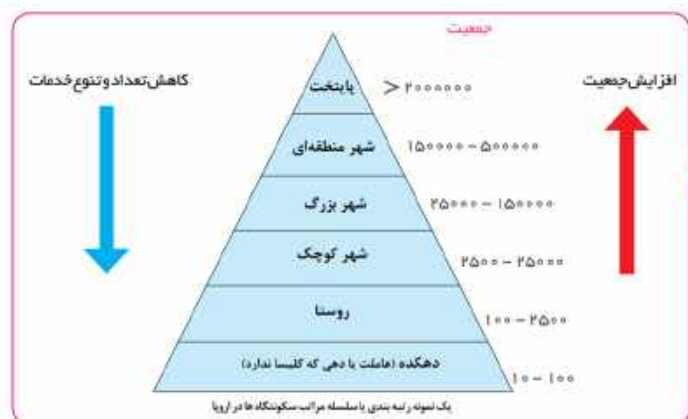 جمعیت
افزایش جمعیت
کاهش تعداد و تنوع خدمات
پایتخت
> ۲۰۰۰۰۰۰
شهر منطقه‌ای
۱۵۰۰۰۰ – ۵۰۰۰۰۰
شهر بزرگ
۲۵۰۰۰ – ۱۵۰۰۰۰
شهر کوچک
۲۵۰۰ – ۲۵۰۰۰
روستا
۱۰۰ – ۲۵۰۰
دهکده (هاملت یا دهی که کلیسا ندارد)
۱۰ – ۱۰۰
یک نمونه رتبه بندی یا سلسله مراتب سکونتگاه ها در اروپا